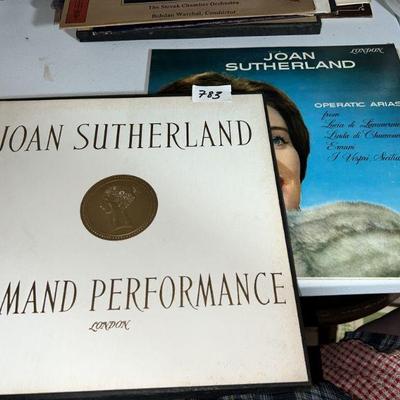 The Slovak Chamber Orchestra
Bohdan Warchal, Conductor
LONDON
JOAN
SUTHERLAND
OPERATIC ARIAS
from
Lucia di Lammermoor
Linda di Chamounix
Ernani
I Vespri Sicilia
783
JOAN SUTHERLAND
MAND PERFORMANCE
LONDON